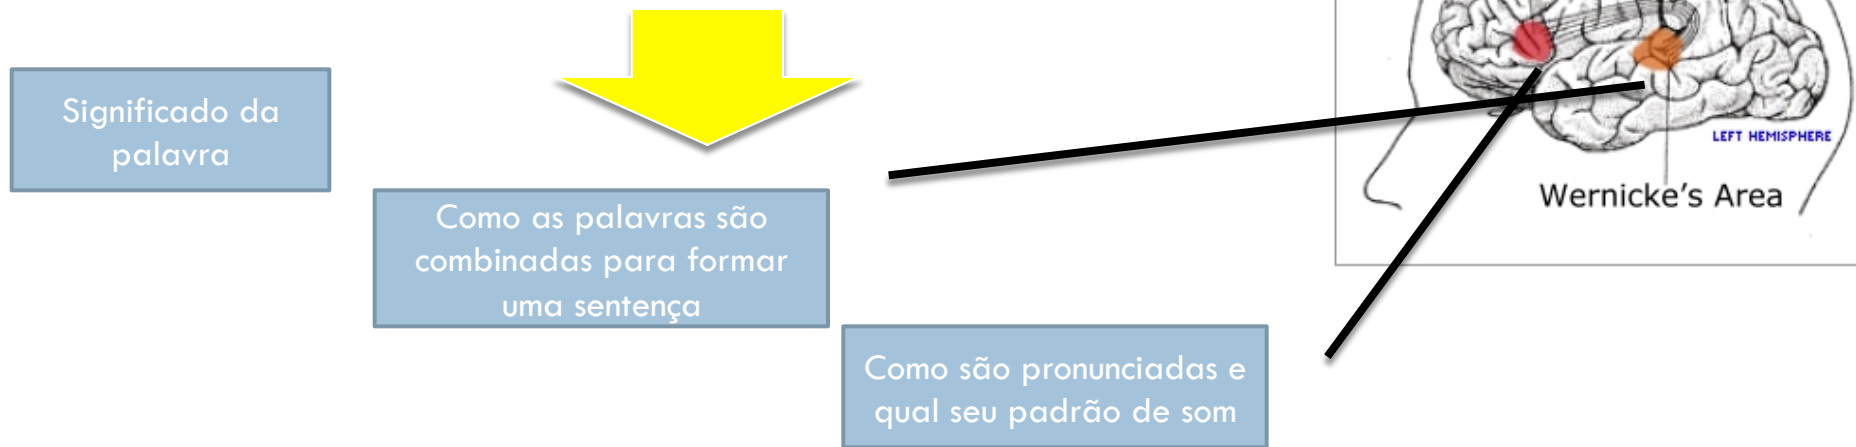 Significado da
palavra
Como as palavras são
combinadas para formar
uma sentença
Como são pronunciadas e
qual seu padrão de som
LEFT HEMISPHERE
Wernicke's Area